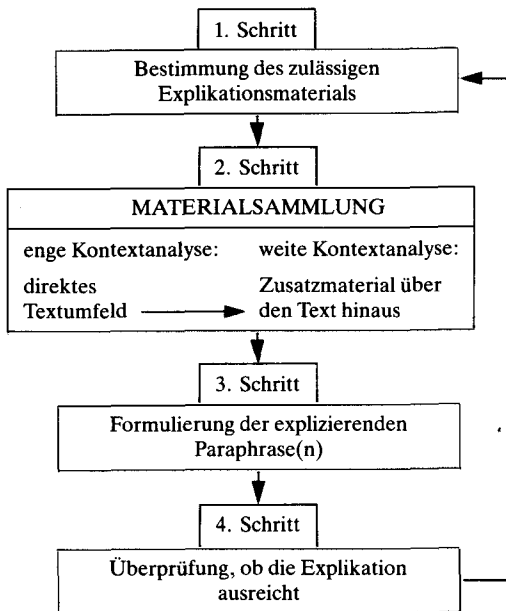 1. Schritt
Bestimmung des zulässigen
Explikationsmaterials
2. Schritt
MATERIALSAMMLUNG
enge Kontextanalyse: weite Kontextanalyse:
direktes Zusatzmaterial über
Textumfeld den Text hinaus
3. Schritt
Formulierung der explizierenden
Paraphrase(n)
4. Schritt
Überprüfung, ob die Explikation
ausreicht